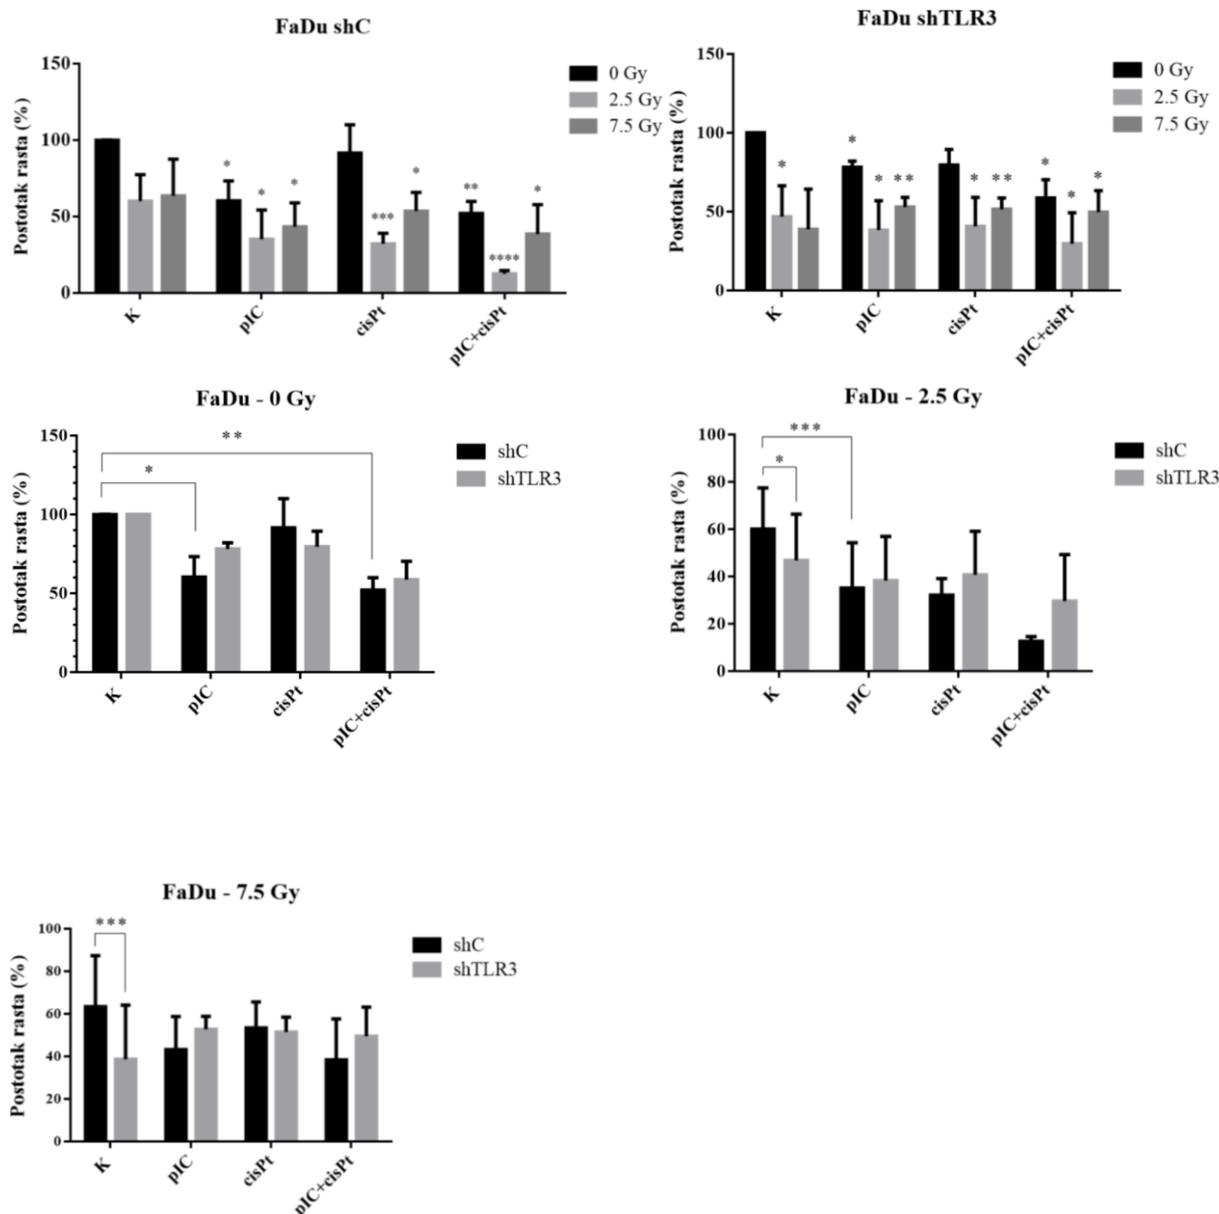 FaDu shC
Postotak rasta (%)
150
100
50
0
*
*
*
***
*
**
****
*
K
pIC
cisPt
pIC+cisPt
0 Gy
2.5 Gy
7.5 Gy
FaDu shTLR3
Postotak rasta (%)
150
100
50
0
*
*
*
**
*
**
*
*
*
K
pIC
cisPt
pIC+cisPt
0 Gy
2.5 Gy
7.5 Gy
FaDu - 0 Gy
Postotak rasta (%)
150
100
50
0
**
*
K
pIC
cisPt
pIC+cisPt
shC
shTLR3
FaDu - 2.5 Gy
Postotak rasta (%)
100
80
60
40
20
0
***
*
K
pIC
cisPt
pIC+cisPt
shC
shTLR3
FaDu - 7.5 Gy
Postotak rasta (%)
100
80
60
40
20
0
***
K
pIC
cisPt
pIC+cisPt
shC
shTLR3